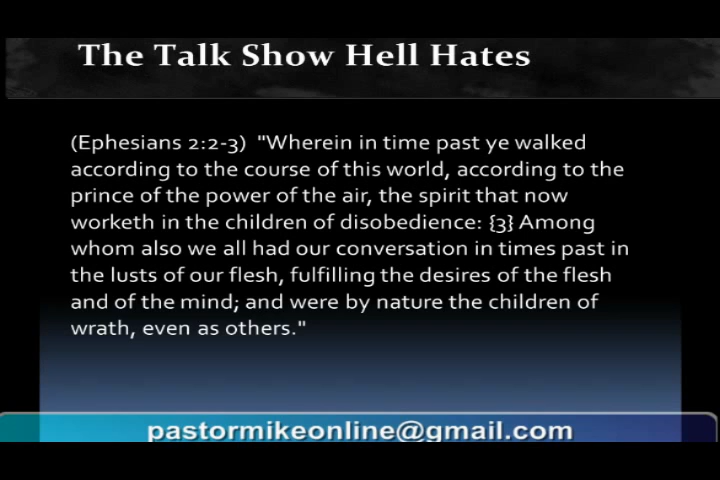 The Talk Show Hell Hates
(Ephesians 2:2-3)  "Wherein in time past ye walked
according to the course of this world, according to the
prince of the power of the air, the spirit that now
worketh in the children of disobedience: {3} Among
whom also we all had our conversation in times past in
the lusts of our flesh, fulfilling the desires of the flesh
and of the mind; and were by nature the children of
wrath, even as others."
pastormikeonline@gmail.com